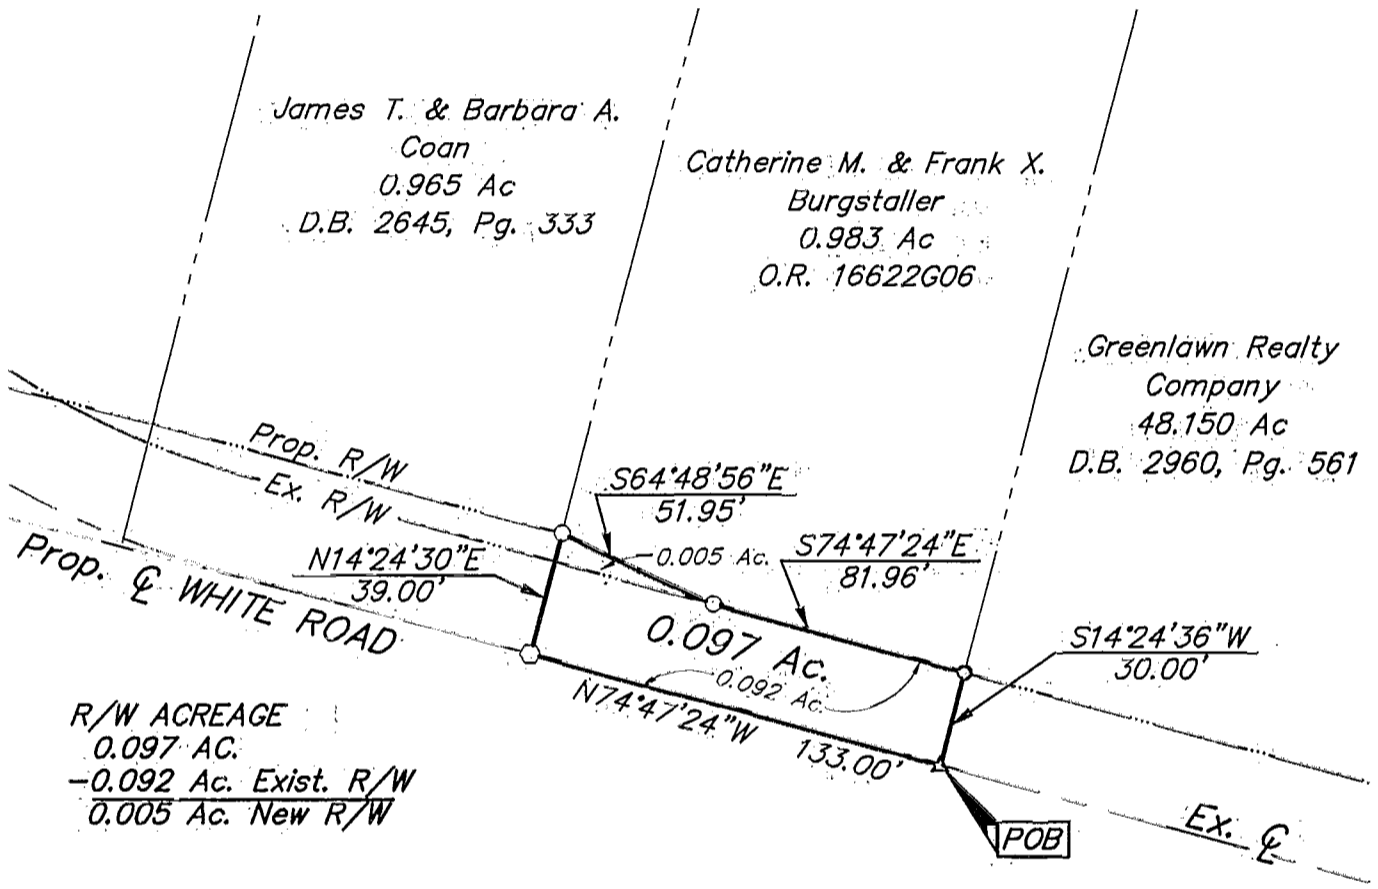 James T. & Barbara A.
Coan
0.965 Ac
D.B. 2645, Pg. 333
Catherine M. & Frank X.
Burgstaller
0.983 Ac
O.R. 16622G06
Greenlawn Realty
Company
48.150 Ac
D.B. 2960, Pg. 561
Prop. R/W
Ex. R/W
S64°48'56"E
51.95'
0.005 Ac.
S74°47'24"E
81.96'
N14°24'30"E
39.00'
Prop. ℄ WHITE ROAD
0.097 Ac.
0.092 Ac.
S14°24'36"W
30.00'
N74°47'24"W 133.00'
R/W ACREAGE
0.097 AC.
-0.092 Ac. Exist. R/W
0.005 Ac. New R/W
POB
Ex. ℄